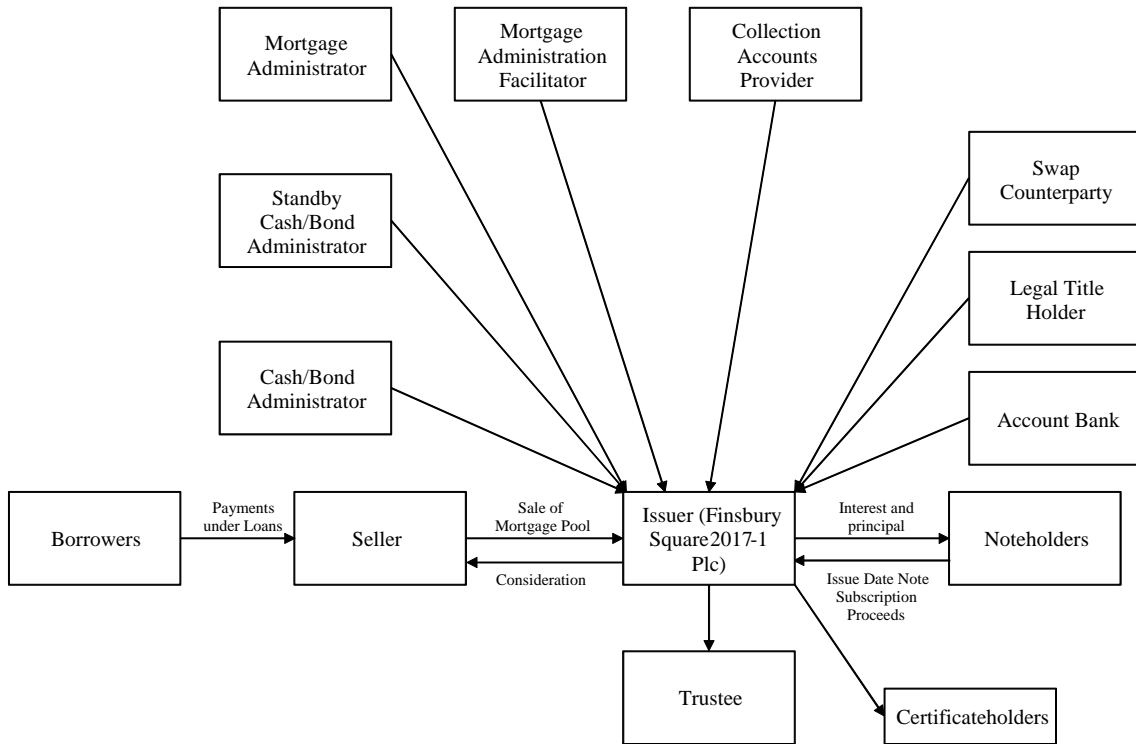 Mortgage
Administrator
Mortgage
Administration
Facilitator
Collection
Accounts
Provider
Swap
Counterparty
Standby
Cash/Bond
Administrator
Legal Title
Holder
Cash/Bond
Administrator
Account Bank
Borrowers
Payments
under Loans
Seller
Sale of
Mortgage Pool
Consideration
Issuer (Finsbury
Square2017-1
Plc)
Interest and
principal
Issue Date Note
Subscription
Proceeds
Noteholders
Trustee
Certificateholders